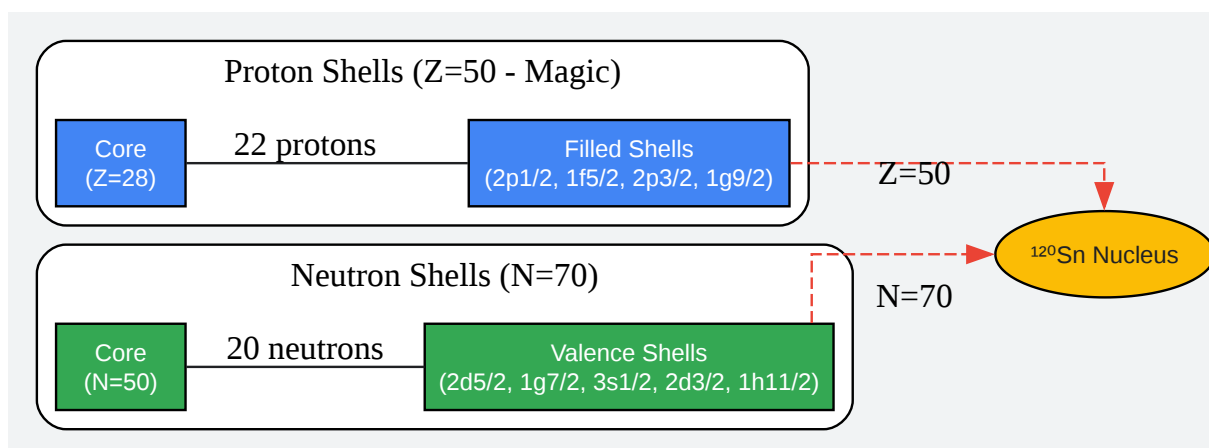 Proton Shells (Z=50 - Magic)
Core
(Z=28)
22 protons
Filled Shells
(2p1/2, 1f5/2, 2p3/2, 1g9/2)
Z=50
¹²⁰Sn Nucleus
Neutron Shells (N=70)
N=70
Core
(N=50)
20 neutrons
Valence Shells
(2d5/2, 1g7/2, 3s1/2, 2d3/2, 1h11/2)